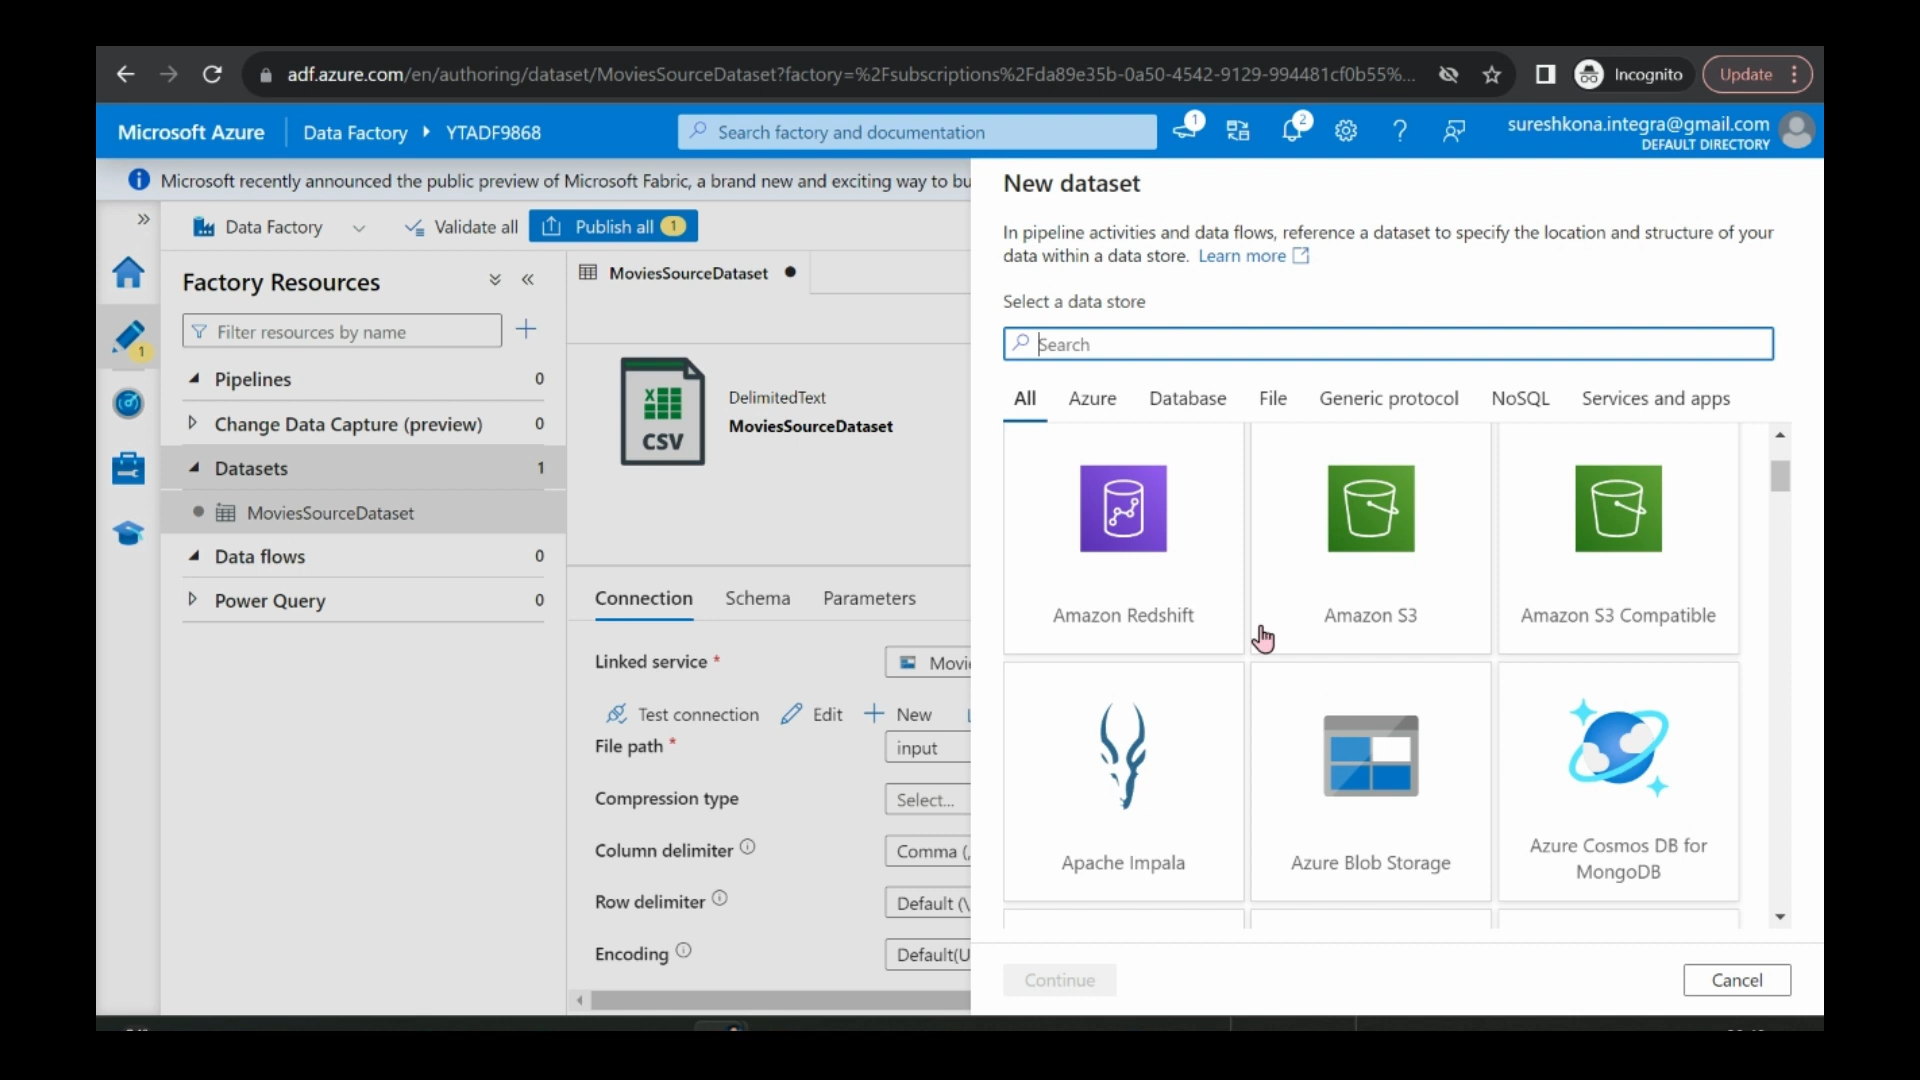 adf.azure.com/en/authoring/dataset/MoviesSourceDataset?factory=%2Fsubscriptions%2Fda89e35b-0a50-4542-9129-994481cf0b55%...
Incognito
Update
Microsoft Azure
Data Factory
YTADF9868
Search factory and documentation
1
2
sureshkona.integra@gmail.com
DEFAULT DIRECTORY
Microsoft recently announced the public preview of Microsoft Fabric, a brand new and exciting way to bu
Data Factory
Validate all
Publish all 1
Factory Resources
Filter resources by name
1
Pipelines 0
Change Data Capture (preview) 0
Datasets 1
MoviesSourceDataset
Data flows 0
Power Query 0
MoviesSourceDataset
X
CSV
DelimitedText
MoviesSourceDataset
Connection Schema Parameters
Linked service *
Movi
Test connection Edit New
File path *
input
Compression type
Select...
Column delimiter
Comma (,
Row delimiter
Default (\
Encoding
Default(U
New dataset
In pipeline activities and data flows, reference a dataset to specify the location and structure of your
data within a data store. Learn more
Select a data store
Search
All Azure Database File Generic protocol NoSQL Services and apps
Amazon Redshift
Amazon S3
Amazon S3 Compatible
Apache Impala
Azure Blob Storage
Azure Cosmos DB for
MongoDB
Continue
Cancel